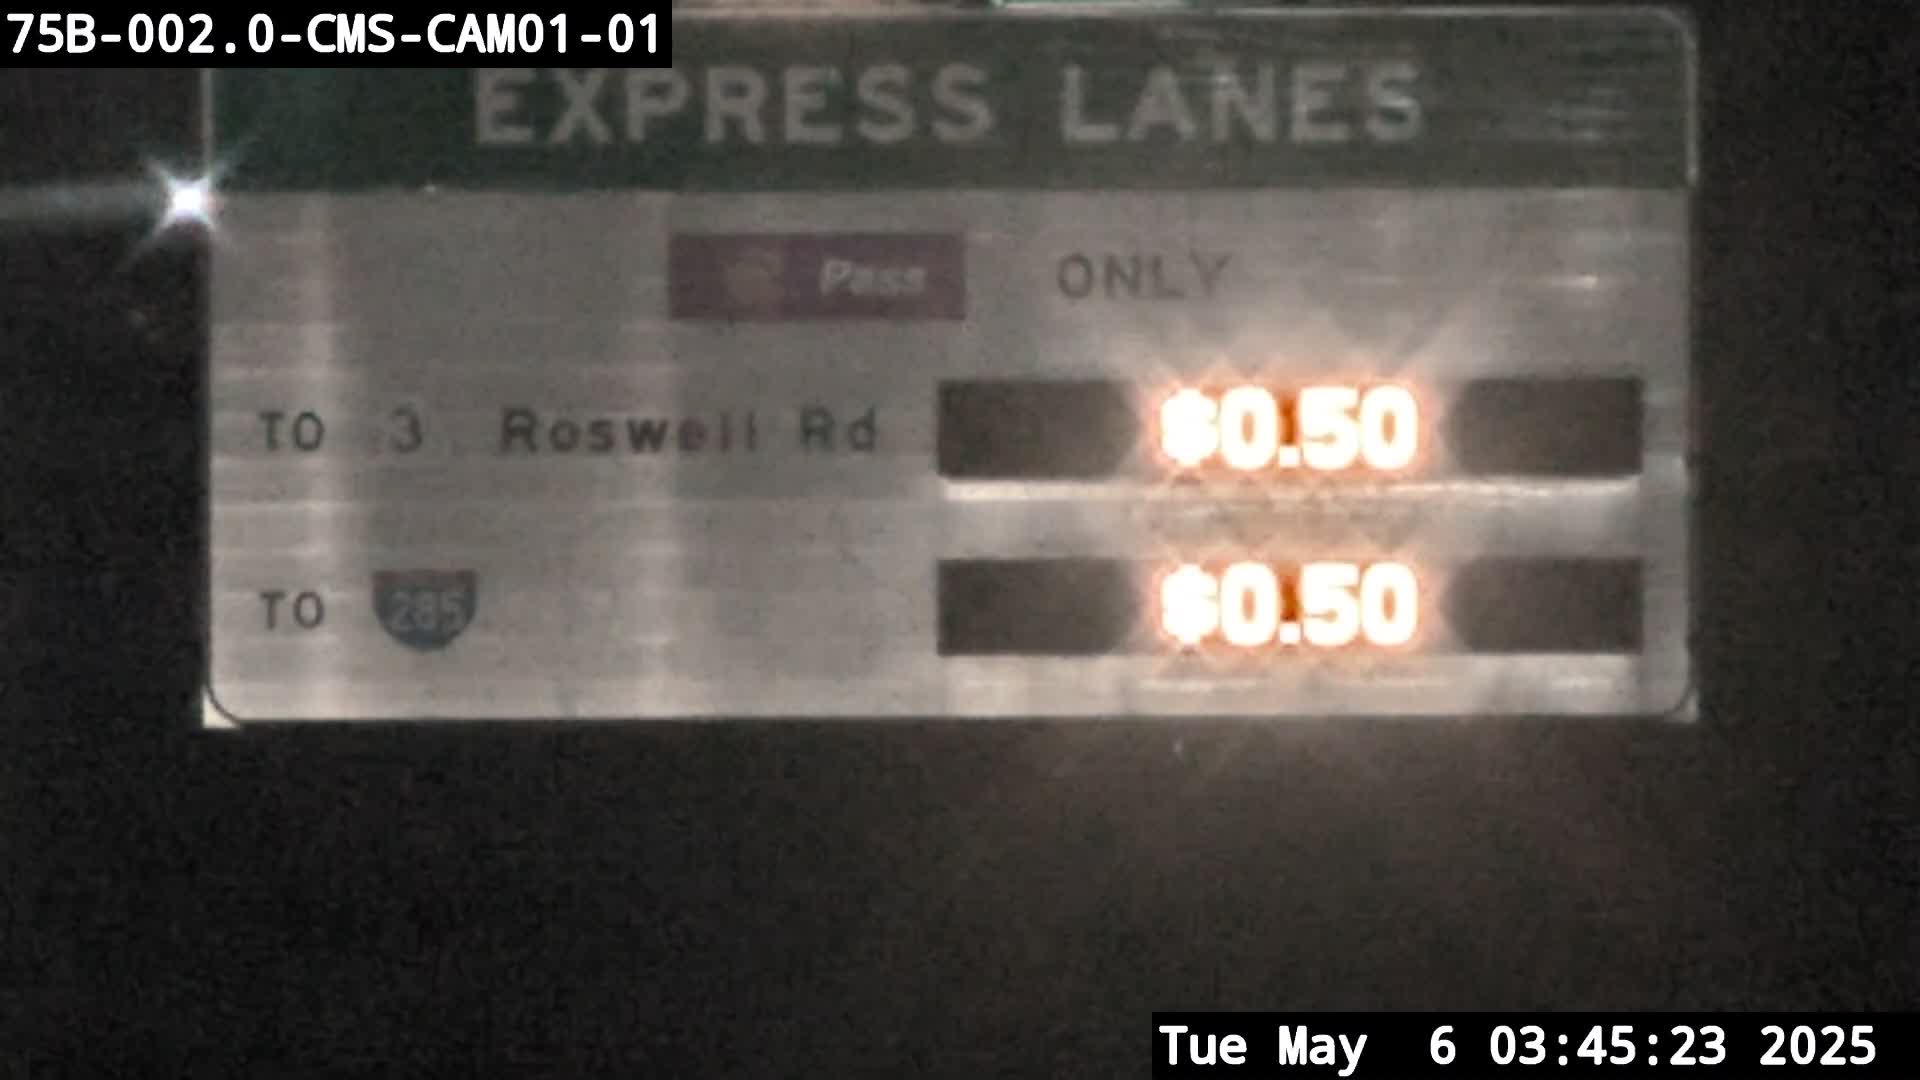 75B-002.0-CMS-CAM01-01
EXPRESS LANES
Pass ONLY
TO 3 Roswell Rd $0.50
TO 285 $0.50
Tue May 6 03:45:23 2025